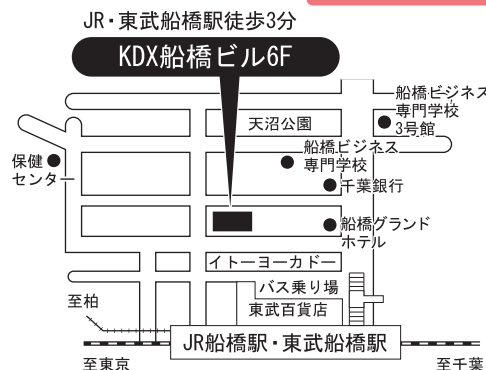 JR・東武船橋駅徒歩3分
KDX船橋ビル6F
船橋ビジネス
専門学校
3号館
天沼公園
船橋ビジネス
専門学校
保健
センター
千葉銀行
船橋グランド
ホテル
イトーヨーカドー
バス乗り場
東武百貨店
至柏
JR船橋駅・東武船橋駅
至東京
至千葉